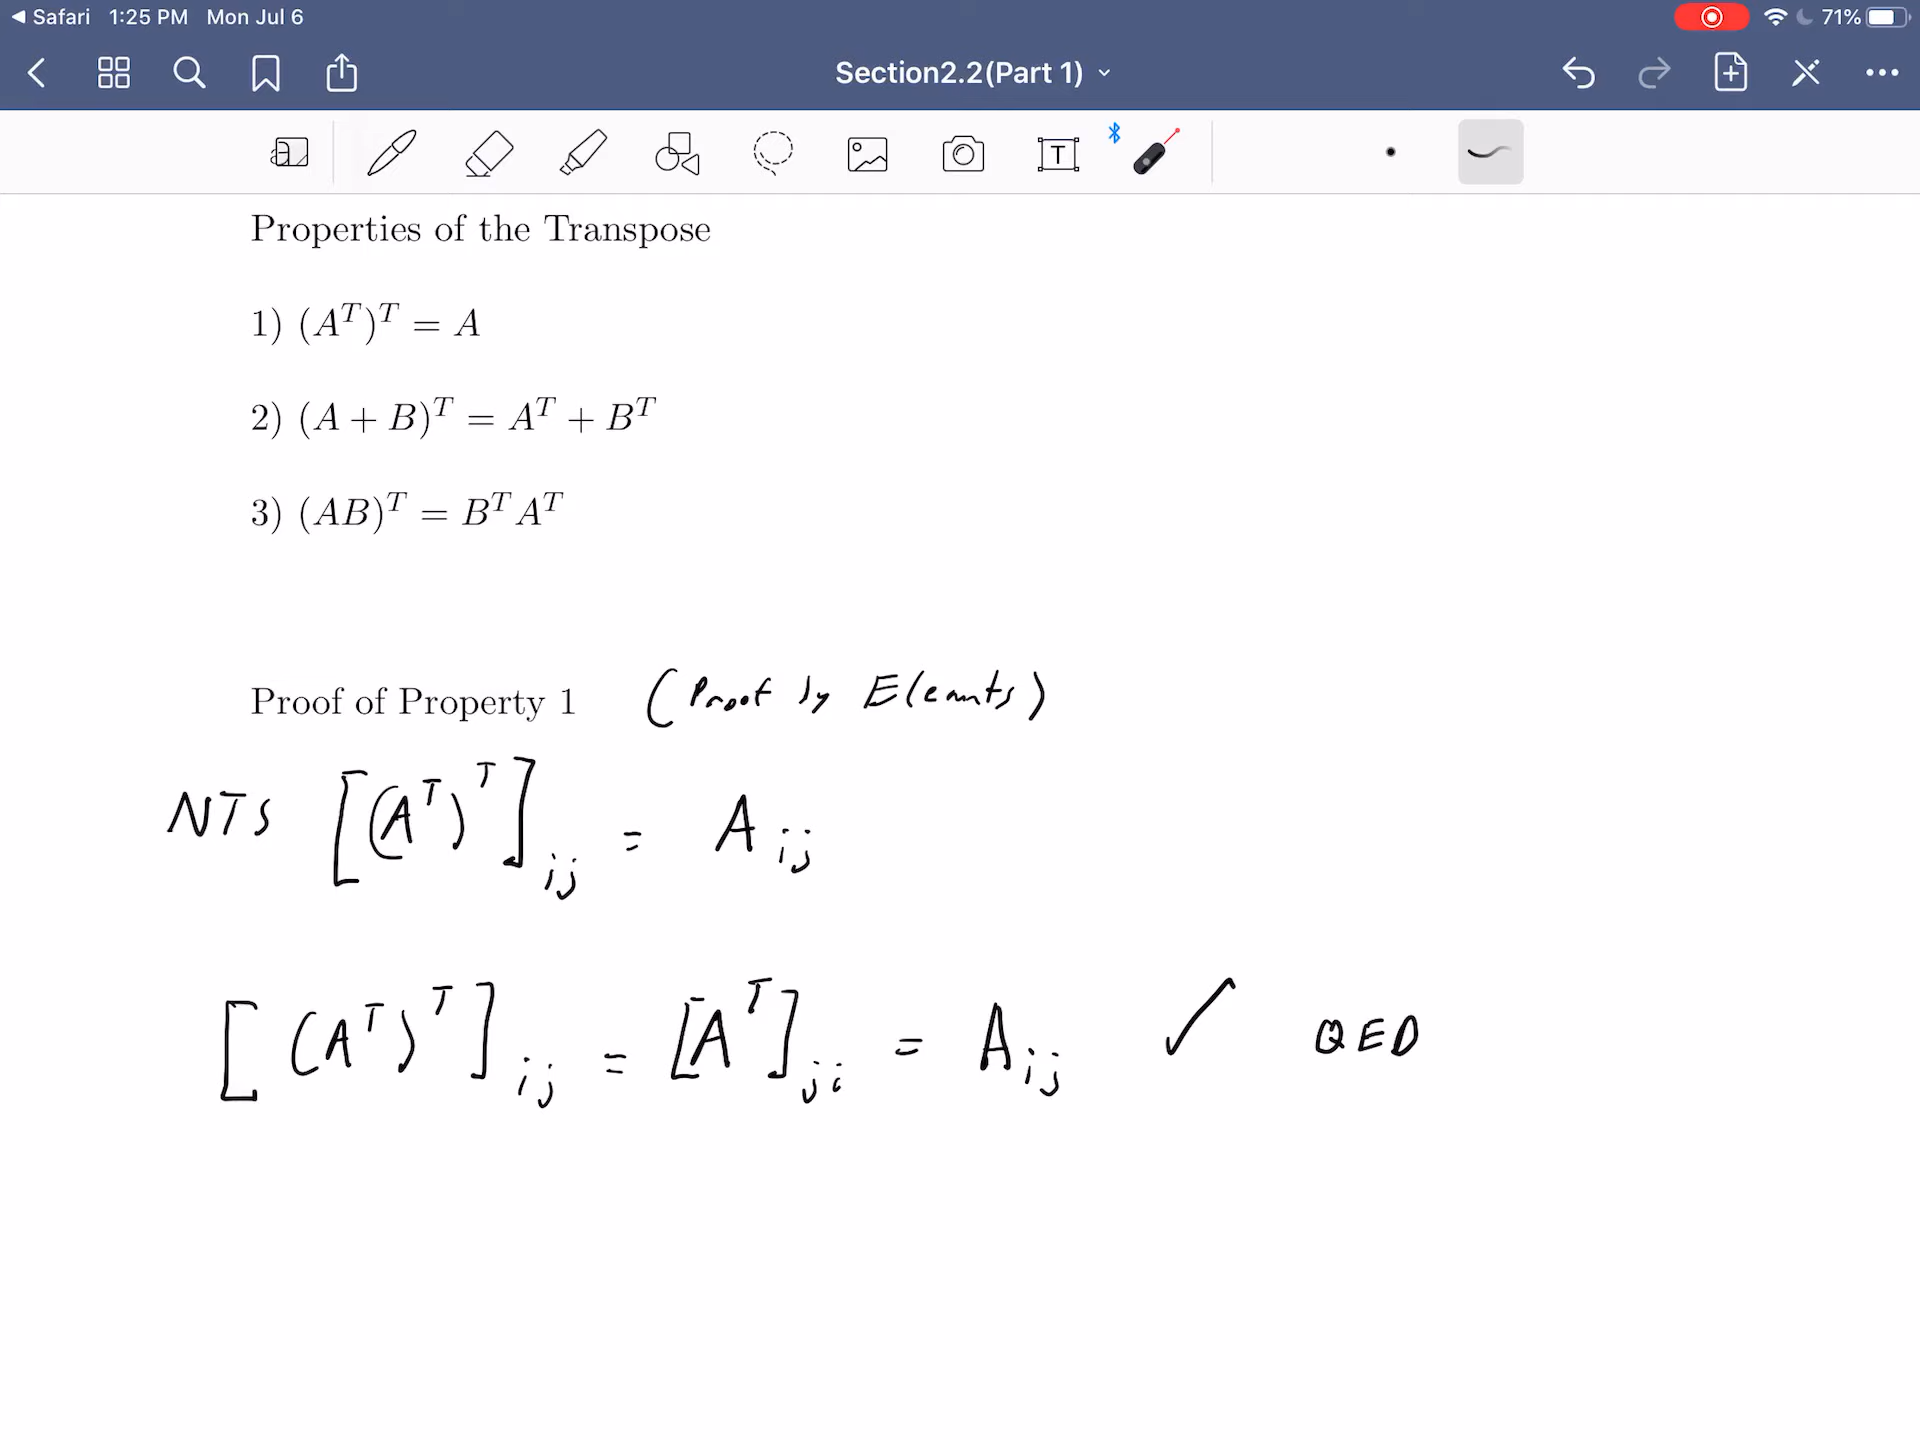 Safari 1:25 PM Mon Jul 6 71%
Section2.2(Part 1)
a T
Properties of the Transpose
1) (A^T)^T = A
2) (A + B)^T = A^T + B^T
3) (AB)^T = B^T A^T
Proof of Property 1 (Proof by Elements)
NTS [(A^T)^T]_ij = A_ij
[(A^T)^T]_ij = [A^T]_ji = A_ij ✓ QED